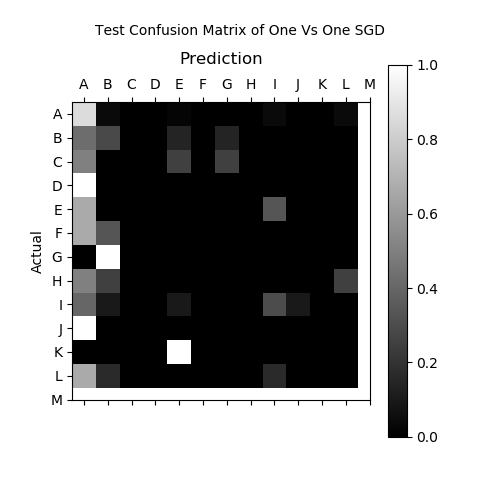 Test Confusion Matrix of One Vs One SGD
Prediction
A B C D E F G H I J K L M
Actual
A
B
C
D
E
F
G
H
I
J
K
L
M
1.0
0.8
0.6
0.4
0.2
0.0